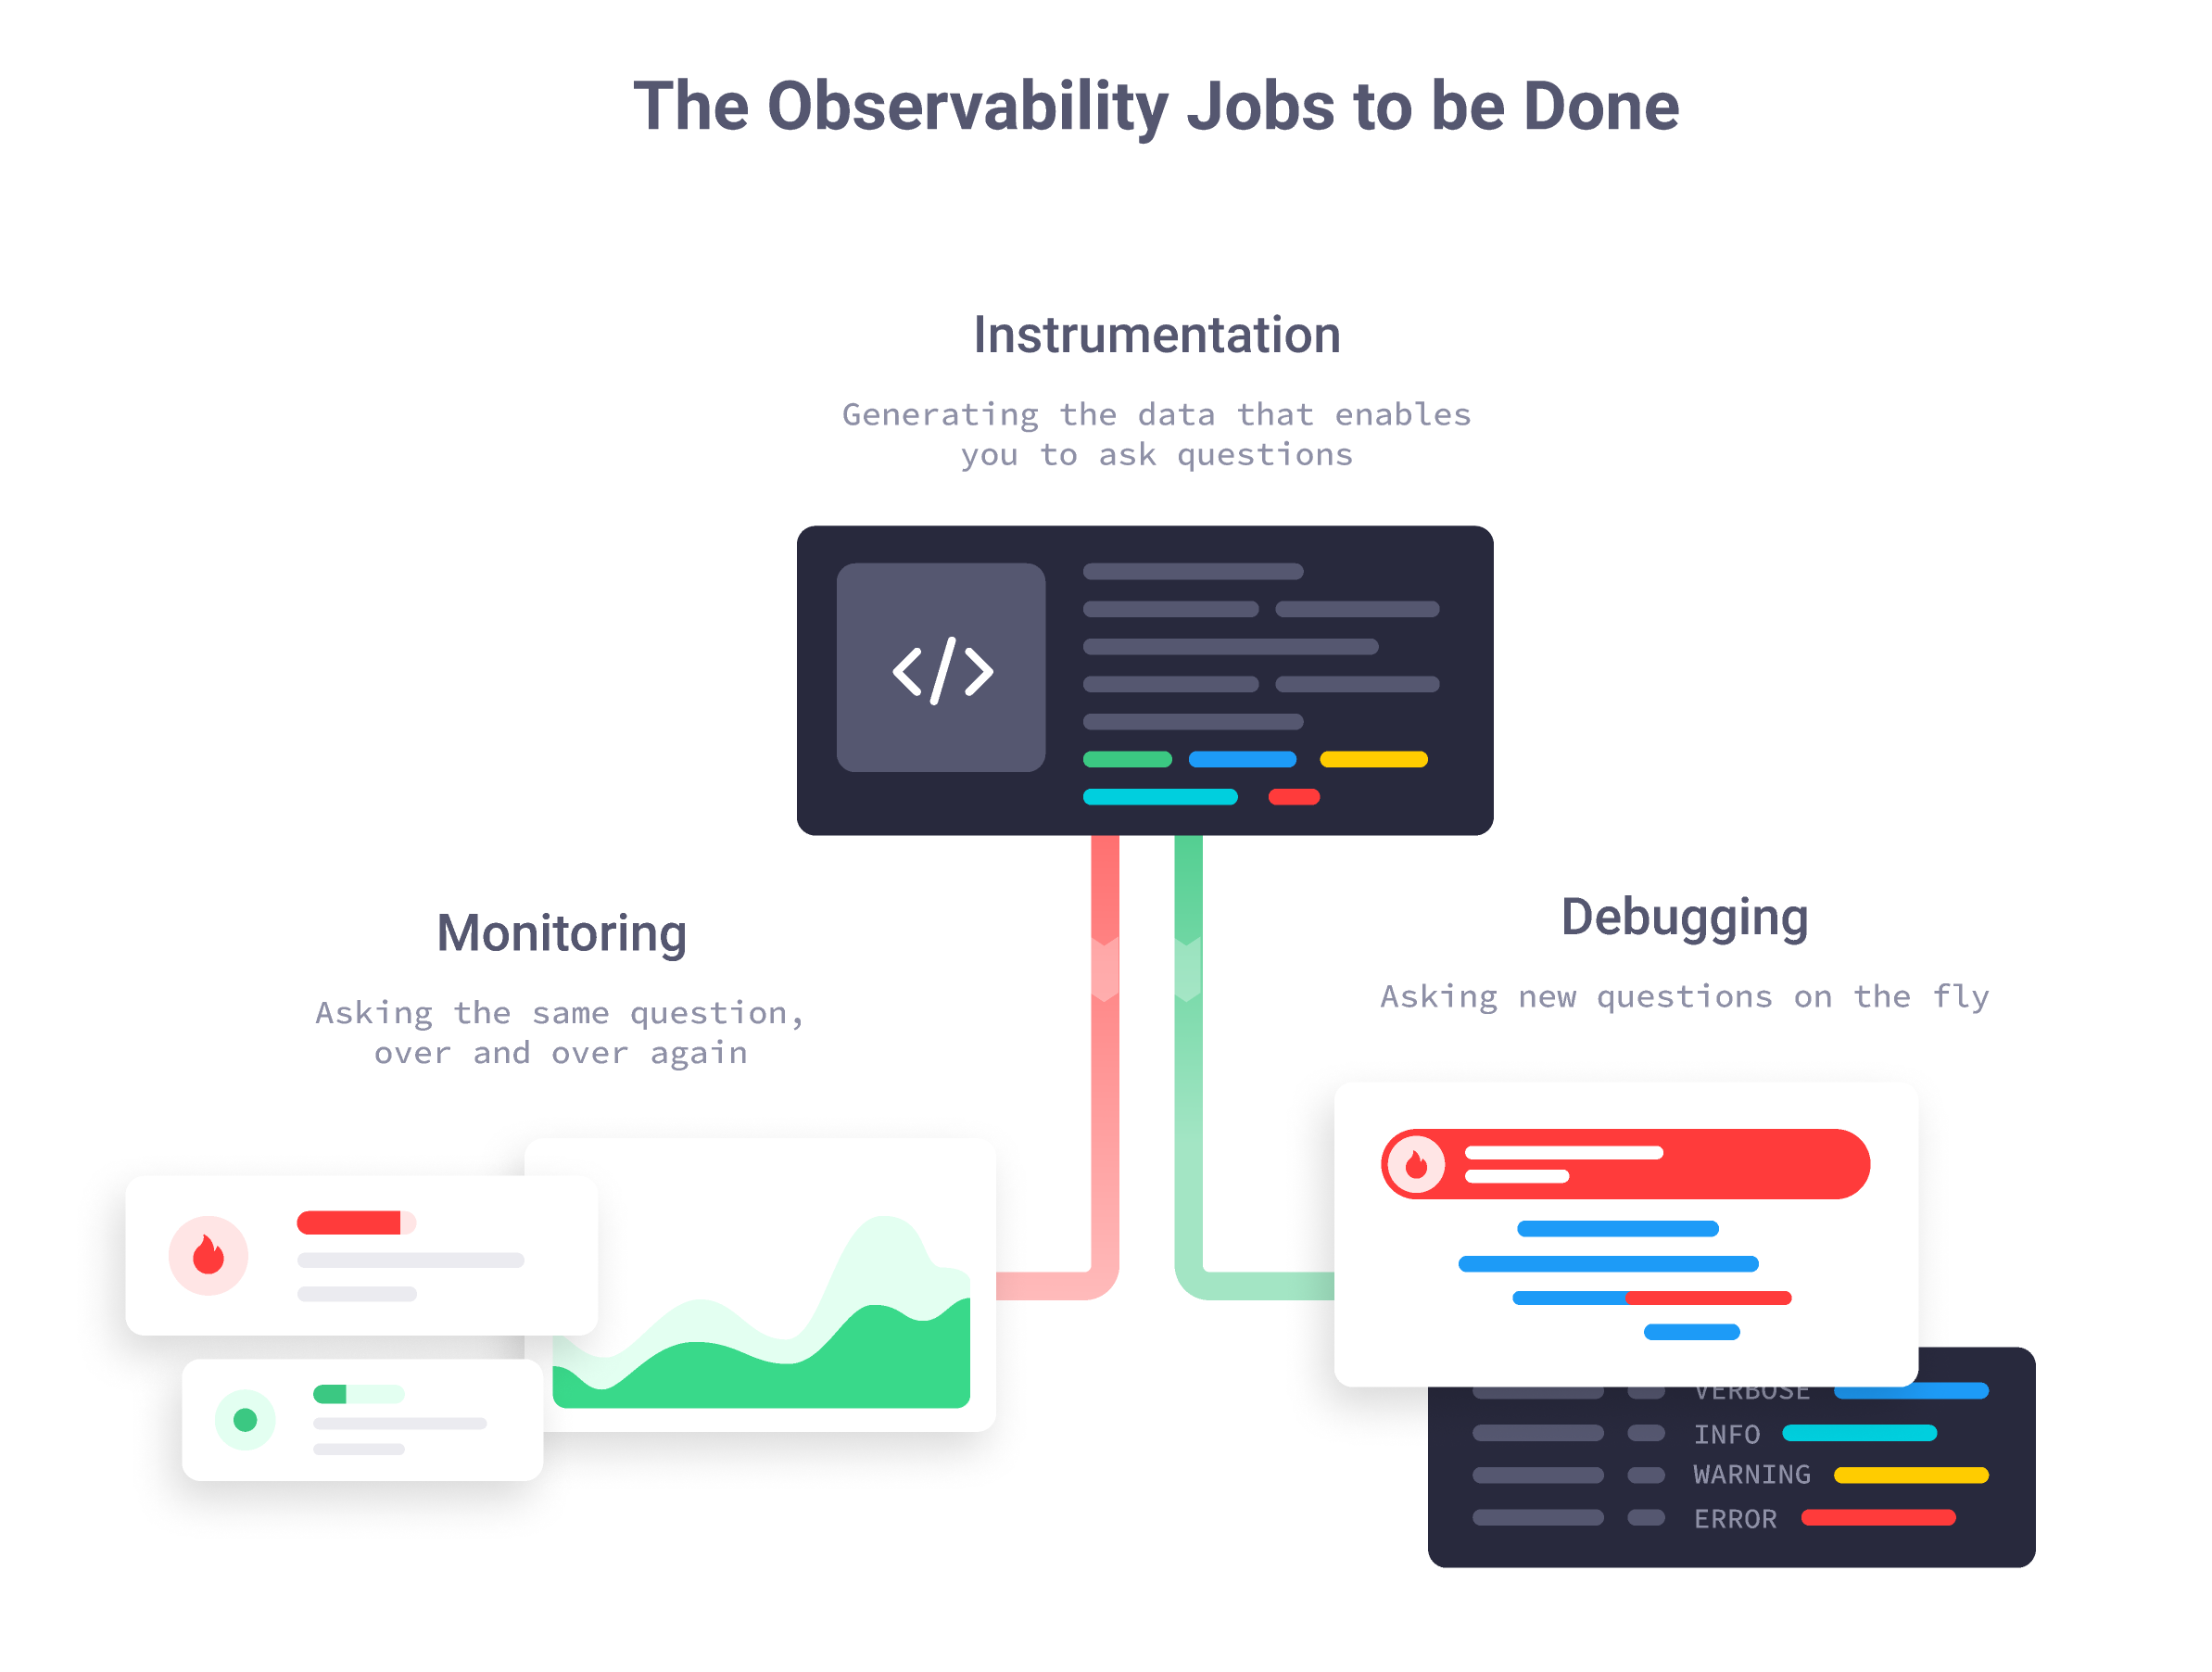 The Observability Jobs to be Done
Instrumentation
Generating the data that enables
you to ask questions
Monitoring
Asking the same question,
over and over again
Debugging
Asking new questions on the fly
VERBOSE
INFO
WARNING
ERROR